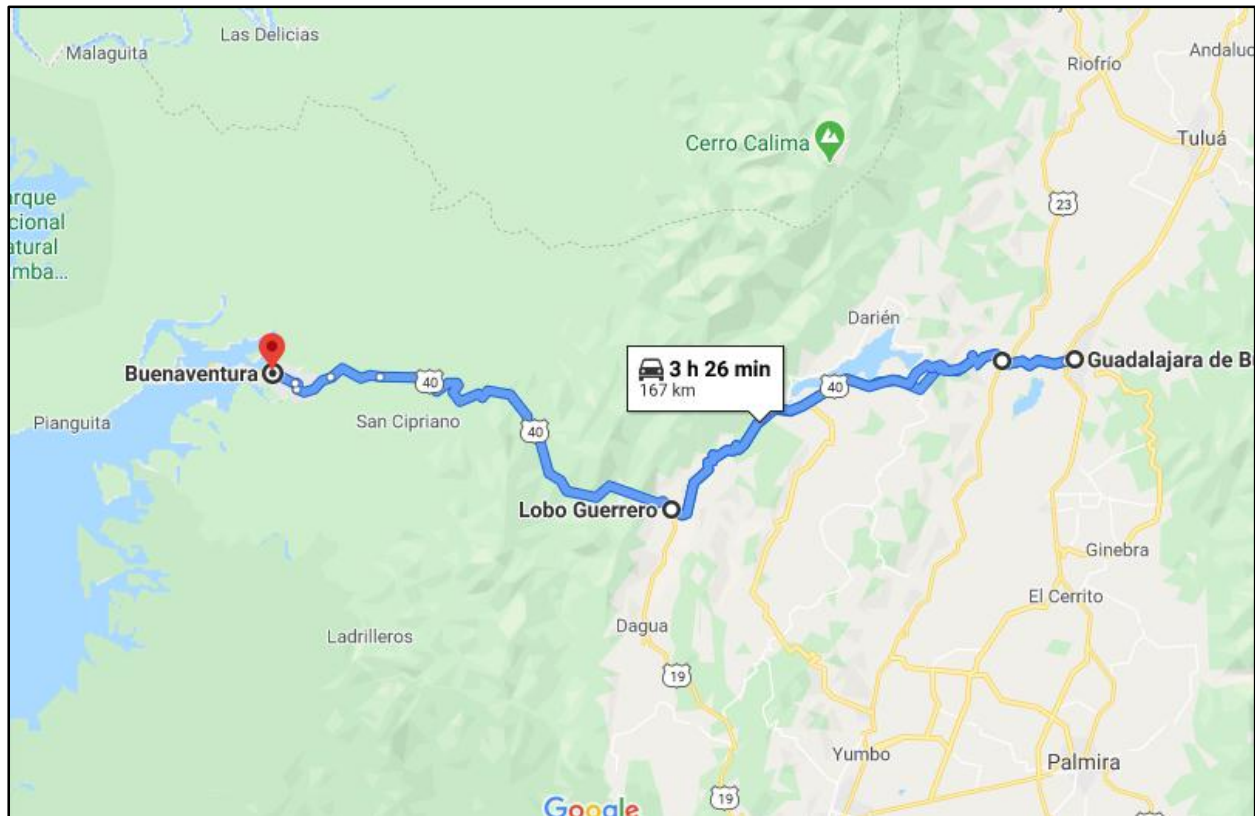 Las Delicias
Malaguita
Andaluc
Riofrío
Cerro Calima
Tuluá
arque
cional
atural
mba...
23
Darién
3 h 26 min
167 km
Guadalajara de B
Buenaventura
40
40
40
Pianguita
San Cipriano
Lobo Guerrero
Ginebra
El Cerrito
Dagua
Ladrilleros
19
Yumbo
Palmira
19
Google